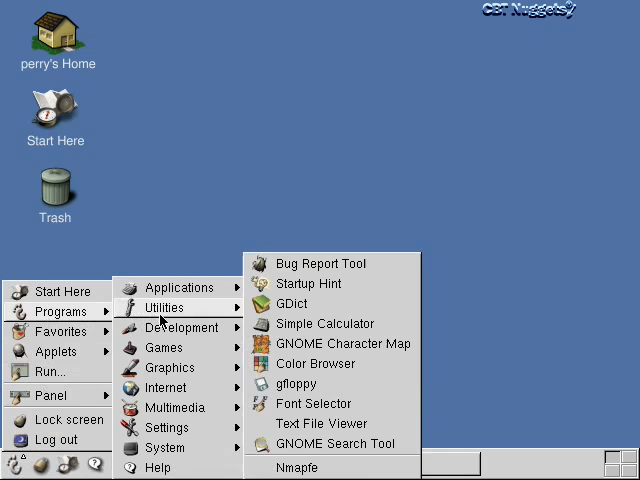 CBT Nuggets
perry's Home
Start Here
Trash
Start Here
Programs
Favorites
Applets
Run...
Panel
Lock screen
Log out
Applications
Utilities
Development
Games
Graphics
Internet
Multimedia
Settings
System
Help
Bug Report Tool
Startup Hint
GDict
Simple Calculator
GNOME Character Map
Color Browser
gfloppy
Font Selector
Text File Viewer
GNOME Search Tool
Nmapfe